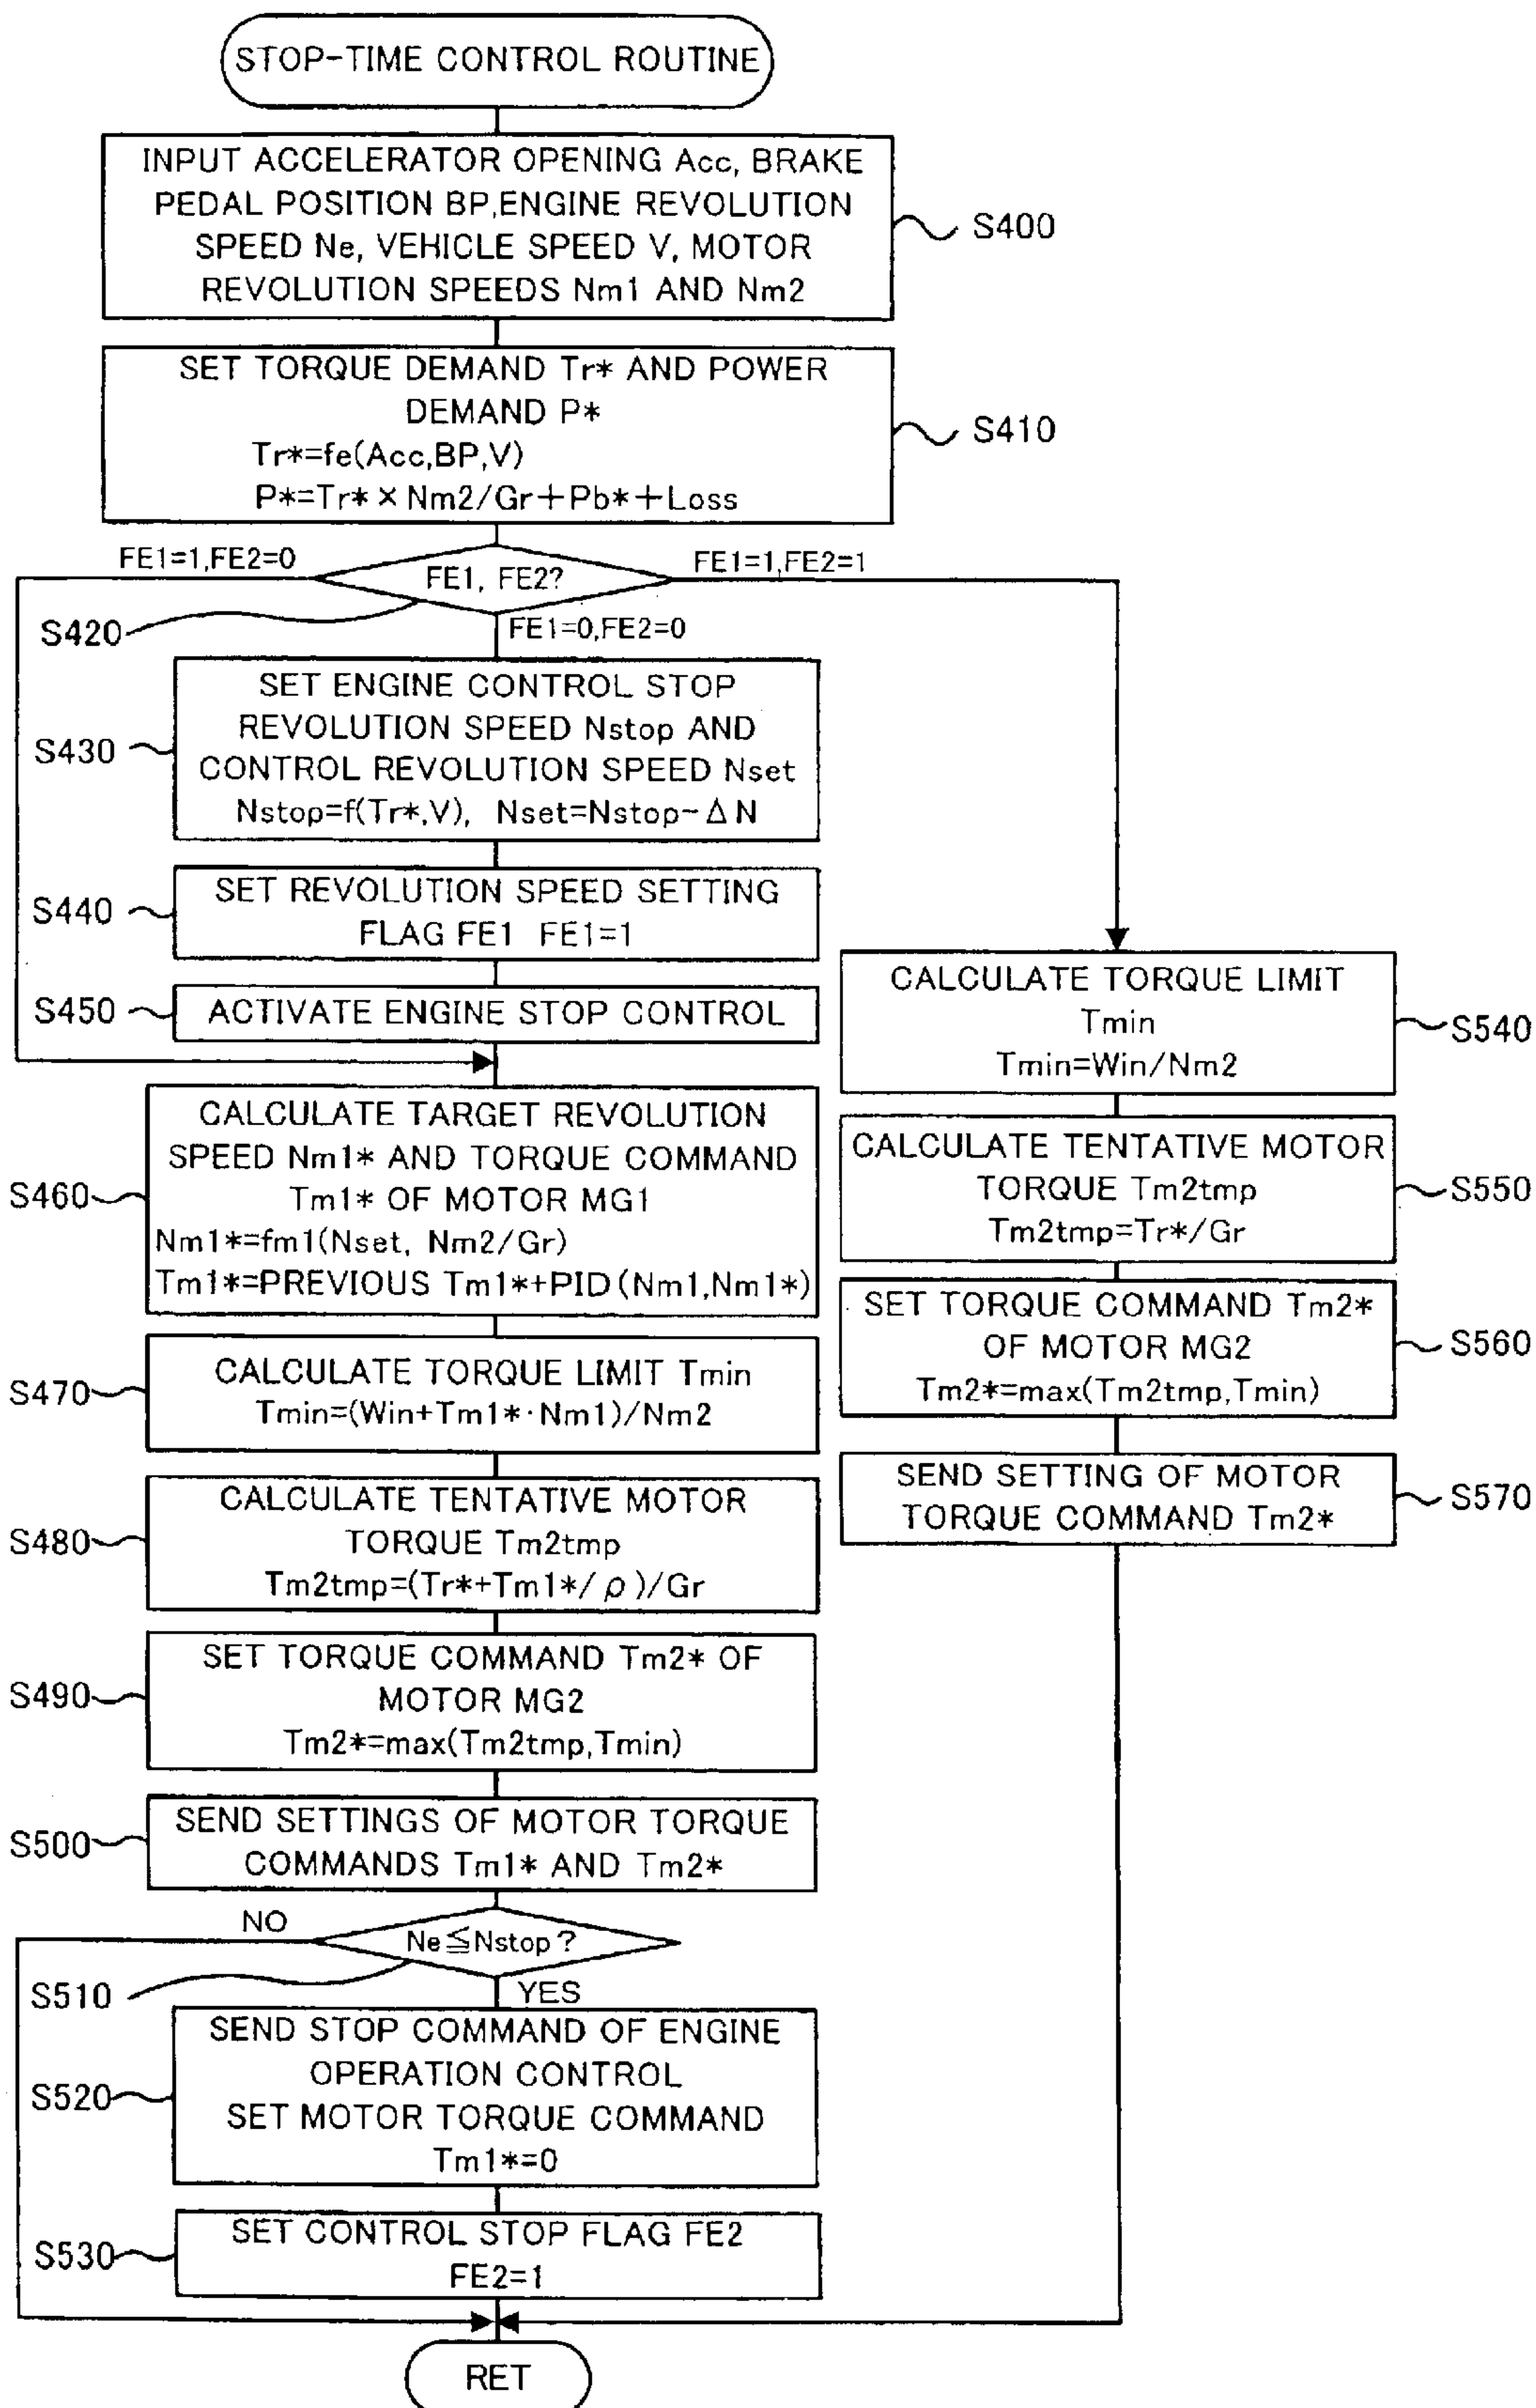 STOP-TIME CONTROL ROUTINE
INPUT ACCELERATOR OPENING Acc, BRAKE
PEDAL POSITION BP,ENGINE REVOLUTION
SPEED Ne, VEHICLE SPEED V, MOTOR
REVOLUTION SPEEDS Nm1 AND Nm2
S400
SET TORQUE DEMAND Tr* AND POWER
DEMAND P*
Tr*=fe(Acc,BP,V)
P*=Tr*×Nm2/Gr+Pb*+Loss
S410
FE1=1,FE2=0
FE1, FE2?
FE1=1,FE2=1
S420
FE1=0,FE2=0
SET ENGINE CONTROL STOP
REVOLUTION SPEED Nstop AND
CONTROL REVOLUTION SPEED Nset
Nstop=f(Tr*,V), Nset=Nstop-ΔN
S430
SET REVOLUTION SPEED SETTING
FLAG FE1 FE1=1
S440
S450
ACTIVATE ENGINE STOP CONTROL
CALCULATE TARGET REVOLUTION
SPEED Nm1* AND TORQUE COMMAND
Tm1* OF MOTOR MG1
Nm1*=fm1(Nset, Nm2/Gr)
Tm1*=PREVIOUS Tm1*+PID(Nm1,Nm1*)
S460
CALCULATE TORQUE LIMIT Tmin
Tmin=(Win+Tm1*·Nm1)/Nm2
S470
CALCULATE TENTATIVE MOTOR
TORQUE Tm2tmp
Tm2tmp=(Tr*+Tm1*/ρ)/Gr
S480
SET TORQUE COMMAND Tm2* OF
MOTOR MG2
Tm2*=max(Tm2tmp,Tmin)
S490
SEND SETTINGS OF MOTOR TORQUE
COMMANDS Tm1* AND Tm2*
S500
NO
Ne≦Nstop?
S510
YES
SEND STOP COMMAND OF ENGINE
OPERATION CONTROL
SET MOTOR TORQUE COMMAND
Tm1*=0
S520
SET CONTROL STOP FLAG FE2
FE2=1
S530
CALCULATE TORQUE LIMIT
Tmin
Tmin=Win/Nm2
S540
CALCULATE TENTATIVE MOTOR
TORQUE Tm2tmp
Tm2tmp=Tr*/Gr
S550
SET TORQUE COMMAND Tm2*
OF MOTOR MG2
Tm2*=max(Tm2tmp,Tmin)
S560
SEND SETTING OF MOTOR
TORQUE COMMAND Tm2*
S570
RET